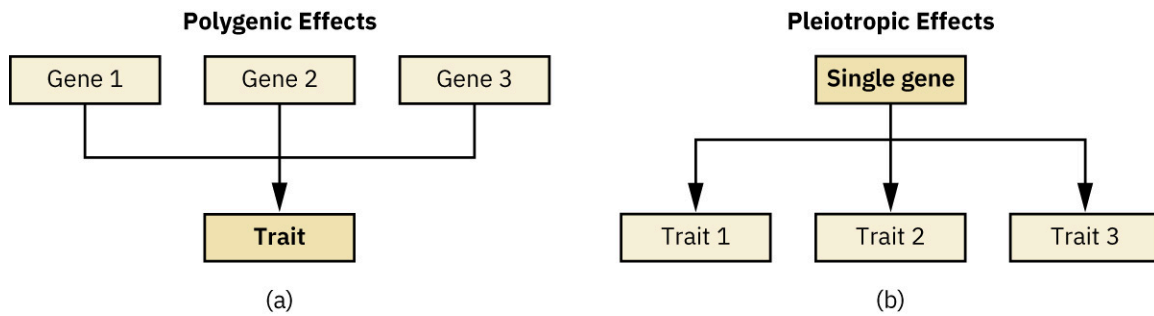 Polygenic Effects
Gene 1
Gene 2
Gene 3
Trait
(a)
Pleiotropic Effects
Single gene
Trait 1
Trait 2
Trait 3
(b)